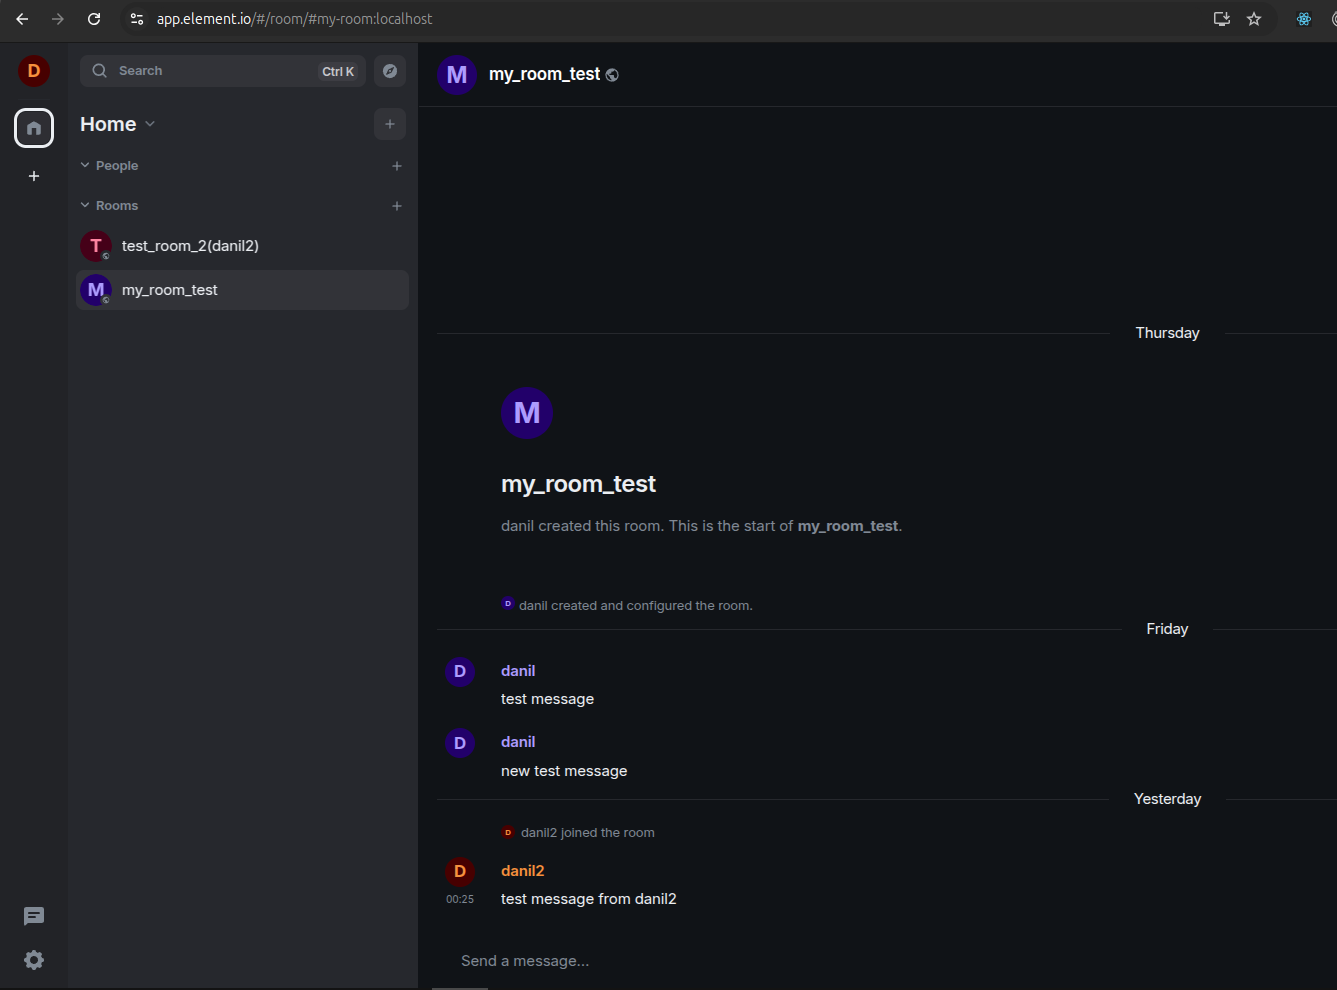 app.element.io/#/room/#my-room:localhost
D
Search
Ctrl K
Home
People
Rooms
T
test_room_2(danil2)
M
my_room_test
M
my_room_test
Thursday
M
my_room_test
danil created this room. This is the start of my_room_test.
D
danil created and configured the room.
Friday
D
danil
test message
D
danil
new test message
Yesterday
D
danil2 joined the room
D
danil2
00:25
test message from danil2
Send a message...